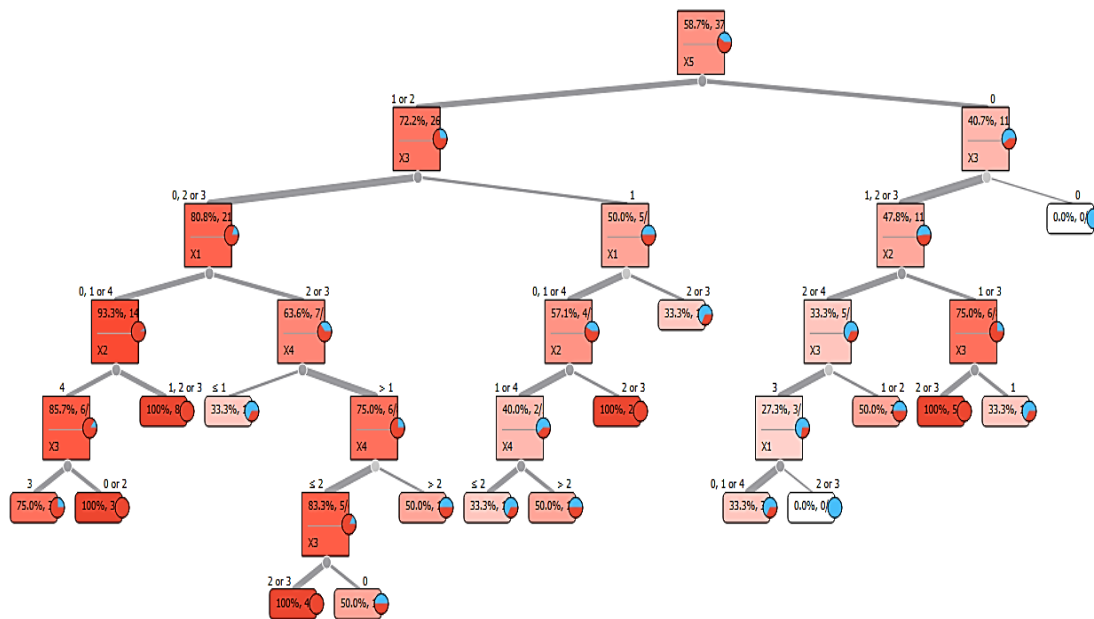 58.7%, 37
X5
1 or 2
0
72.2%, 26
X3
40.7%, 11
X3
0, 2 or 3
1
1, 2 or 3
0
80.8%, 21
X1
50.0%, 5/
X1
47.8%, 11
X2
0.0%, 0/
0, 1 or 4
2 or 3
0, 1 or 4
2 or 3
2 or 4
1 or 3
93.3%, 14
X2
63.6%, 7/
X4
57.1%, 4/
X2
33.3%,
33.3%, 5/
X3
75.0%, 6/
X3
4
1, 2 or 3
≤ 1
> 1
1 or 4
2 or 3
3
1 or 2
2 or 3
1
85.7%, 6/
X3
100%, 8
33.3%,
75.0%, 6/
X4
40.0%, 2/
X4
100%, 2
27.3%, 3/
X1
50.0%,
100%, 5
33.3%,
3
0 or 2
≤ 2
> 2
≤ 2
> 2
0, 1 or 4
2 or 3
75.0%,
100%, 3
83.3%, 5/
X3
50.0%,
33.3%,
50.0%,
33.3%,
0.0%, 0/
2 or 3
0
100%, 4
50.0%,